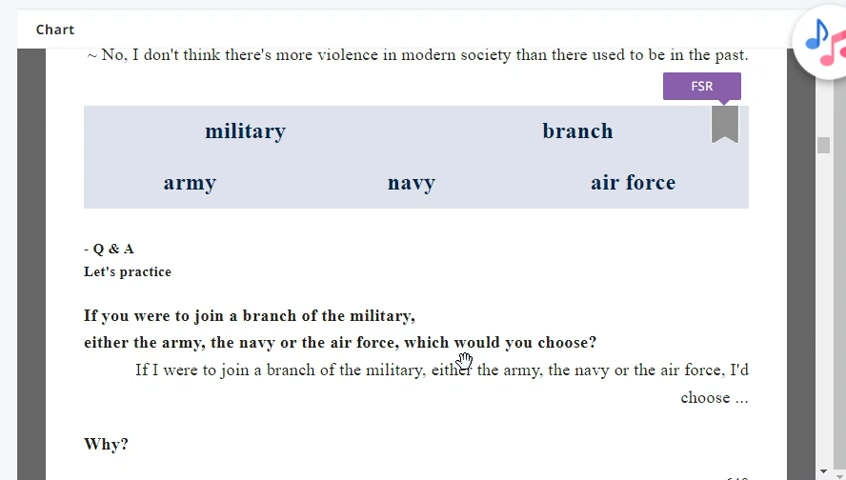 Chart
~ No, I don't think there's more violence in modern society than there used to be in the past.
FSR
military branch
army navy air force
- Q & A
Let's practice
If you were to join a branch of the military,
either the army, the navy or the air force, which would you choose?
If I were to join a branch of the military, either the army, the navy or the air force, I'd
choose ...
Why?